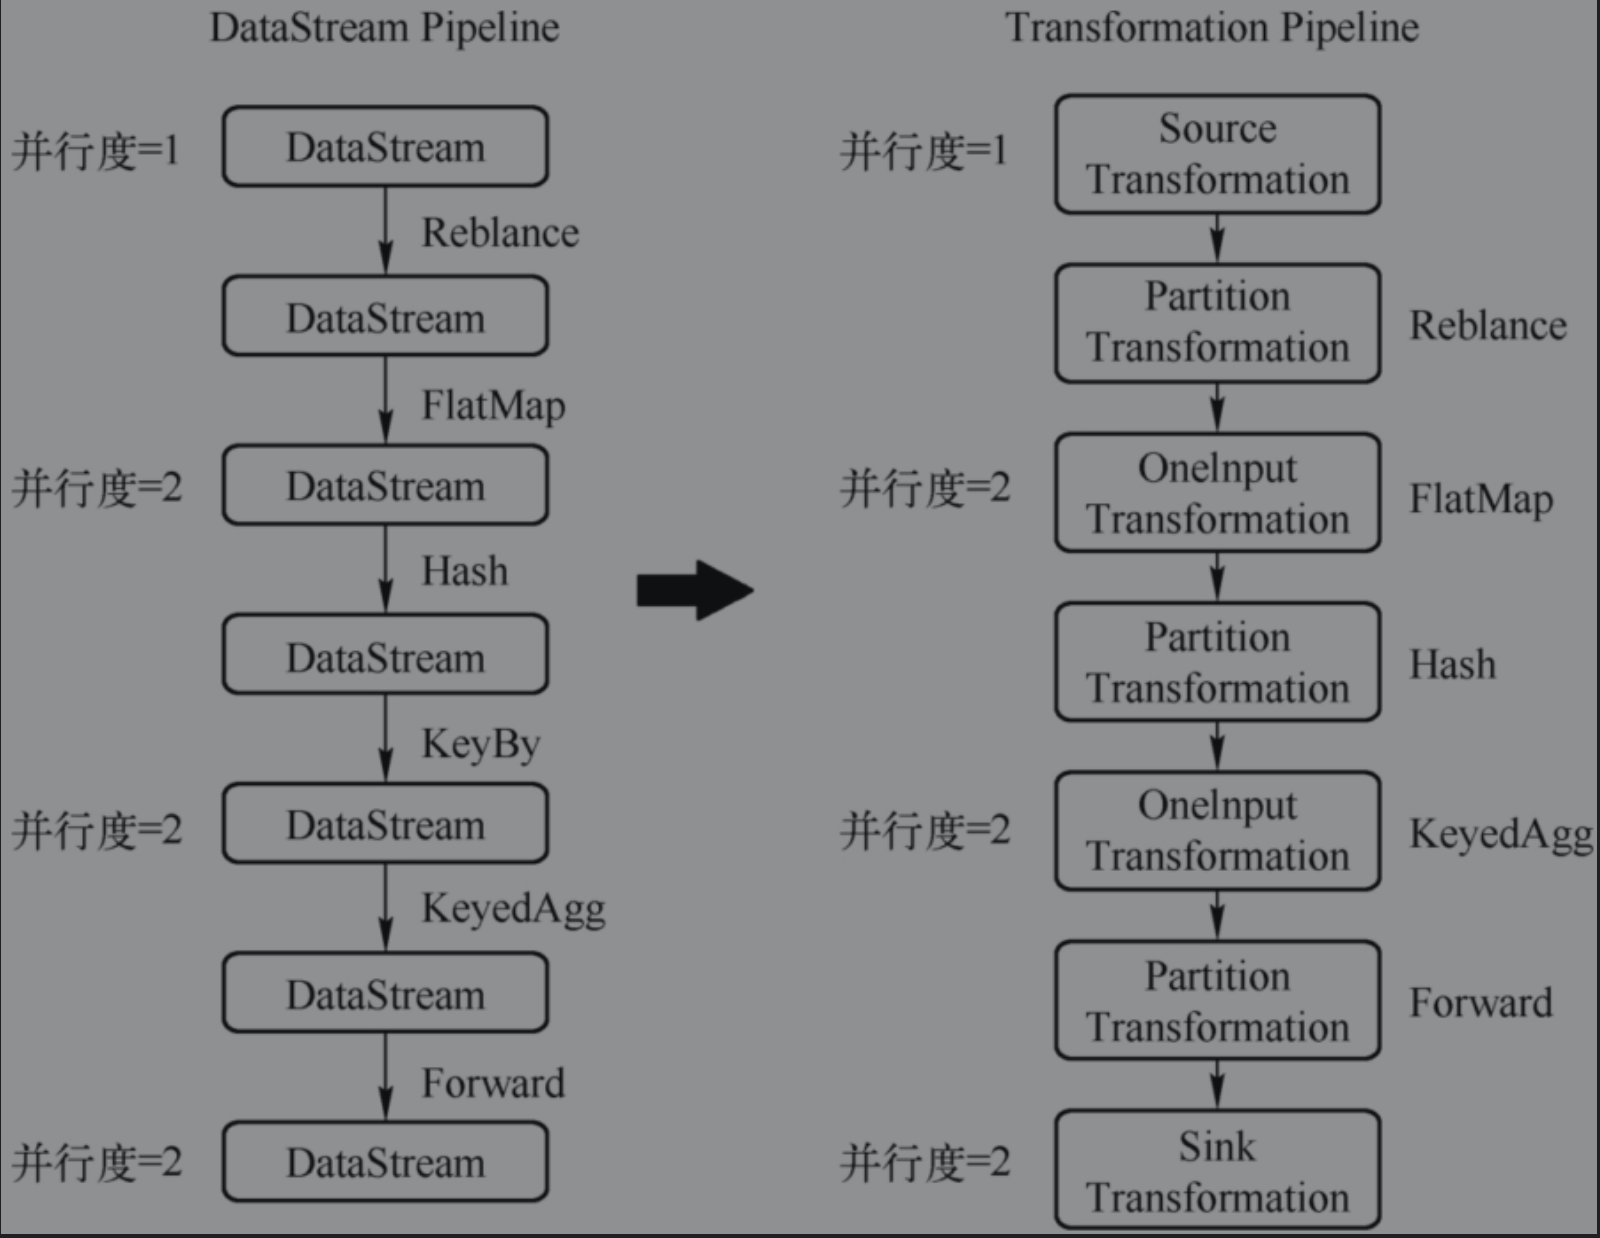 DataStream Pipeline
并行度=1
DataStream
Reblance
DataStream
FlatMap
并行度=2
DataStream
Hash
DataStream
KeyBy
并行度=2
DataStream
KeyedAgg
DataStream
Forward
并行度=2
DataStream
Transformation Pipeline
并行度=1
Source
Transformation
Partition
Transformation
Reblance
并行度=2
OneInput
Transformation
FlatMap
Partition
Transformation
Hash
并行度=2
OneInput
Transformation
KeyedAgg
Partition
Transformation
Forward
并行度=2
Sink
Transformation